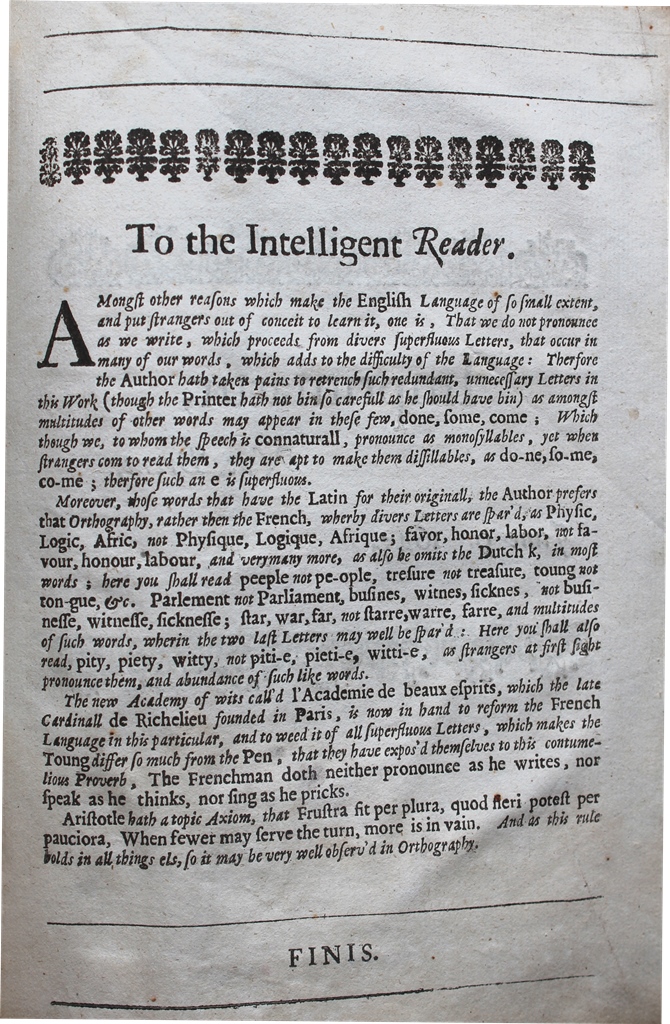 To the Intelligent Reader.
AMongſt other reaſons which make the Engliſh Language of ſo ſmall extent,
and put ſtrangers out of conceit to learn it, one is, That we do not pronounce
as we write, which proceeds from divers ſuperfluous Letters, that occur in
many of our words, which adds to the difficulty of the Language: Therfore
the Author hath taken pains to retrench ſuch redundant, unneceſſary Letters in
this Work (though the Printer hath not bin ſo carefull as he ſhould have bin) as amongſt
multitudes of other words may appear in theſe few, done, ſome, come; Which
though we, to whom the ſpeech is connaturall, pronounce as monoſillables, yet when
ſtrangers com to read them, they are apt to make them diſſillables, as do-ne, ſo-me,
co-me; therfore ſuch an e is ſuperfluous.
Moreover, thoſe words that have the Latin for their originall, the Author prefers
that Orthography, rather then the French, wherby divers Letters are ſpar'd, as Phyſic,
Logic, Afric, not Phyſique, Logique, Afrique; favor, honor, labor, not fa-
vour, honour, labour, and very many more, as alſo he omits the Dutch k, in moſt
words; here you ſhall read peeple not pe-ople, treſure not treaſure, toung not
ton-gue, &c. Parlement not Parliament, buſines, witnes, ſicknes, not buſi-
neſſe, witneſſe, ſickneſſe; ſtar, war, far, not ſtarre, warre, farre, and multitudes
of ſuch words, wherin the two laſt Letters may well be ſpar'd: Here you ſhall alſo
read, pity, piety, witty, not piti-e, pieti-e, witti-e, as ſtrangers at firſt ſight
pronounce them, and abundance of ſuch like words.
The new Academy of wits call'd l'Academie de beaux eſprits, which the late
Cardinall de Richelieu founded in Paris, is now in hand to reform the French
Language in this particular, and to weed it of all ſuperfluous Letters, which makes the
Toung differ ſo much from the Pen, that they have expos'd themſelves to this contume-
lious Proverb, The Frenchman doth neither pronounce as he writes, nor
ſpeak as he thinks, nor ſing as he pricks.
Ariſtotle hath a topic Axiom, that Fruſtra fit per plura, quod fieri poteſt per
pauciora, When fewer may ſerve the turn, more is in vain. And as this rule
holds in all things els, ſo it may be very well obſerv'd in Orthography.
FINIS.